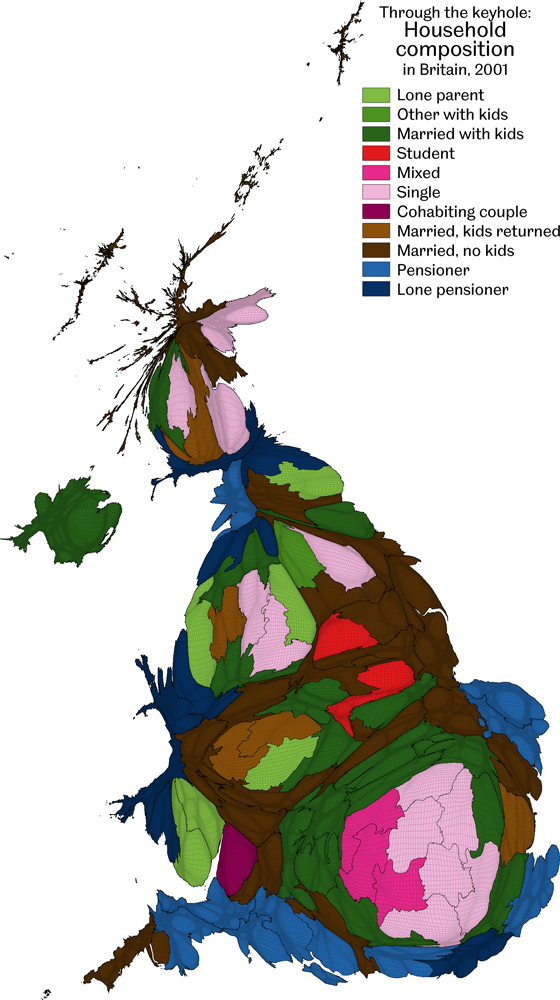 Through the keyhole:
Household
composition
in Britain, 2001
Lone parent
Other with kids
Married with kids
Student
Mixed
Single
Cohabiting couple
Married, kids returned
Married, no kids
Pensioner
Lone pensioner